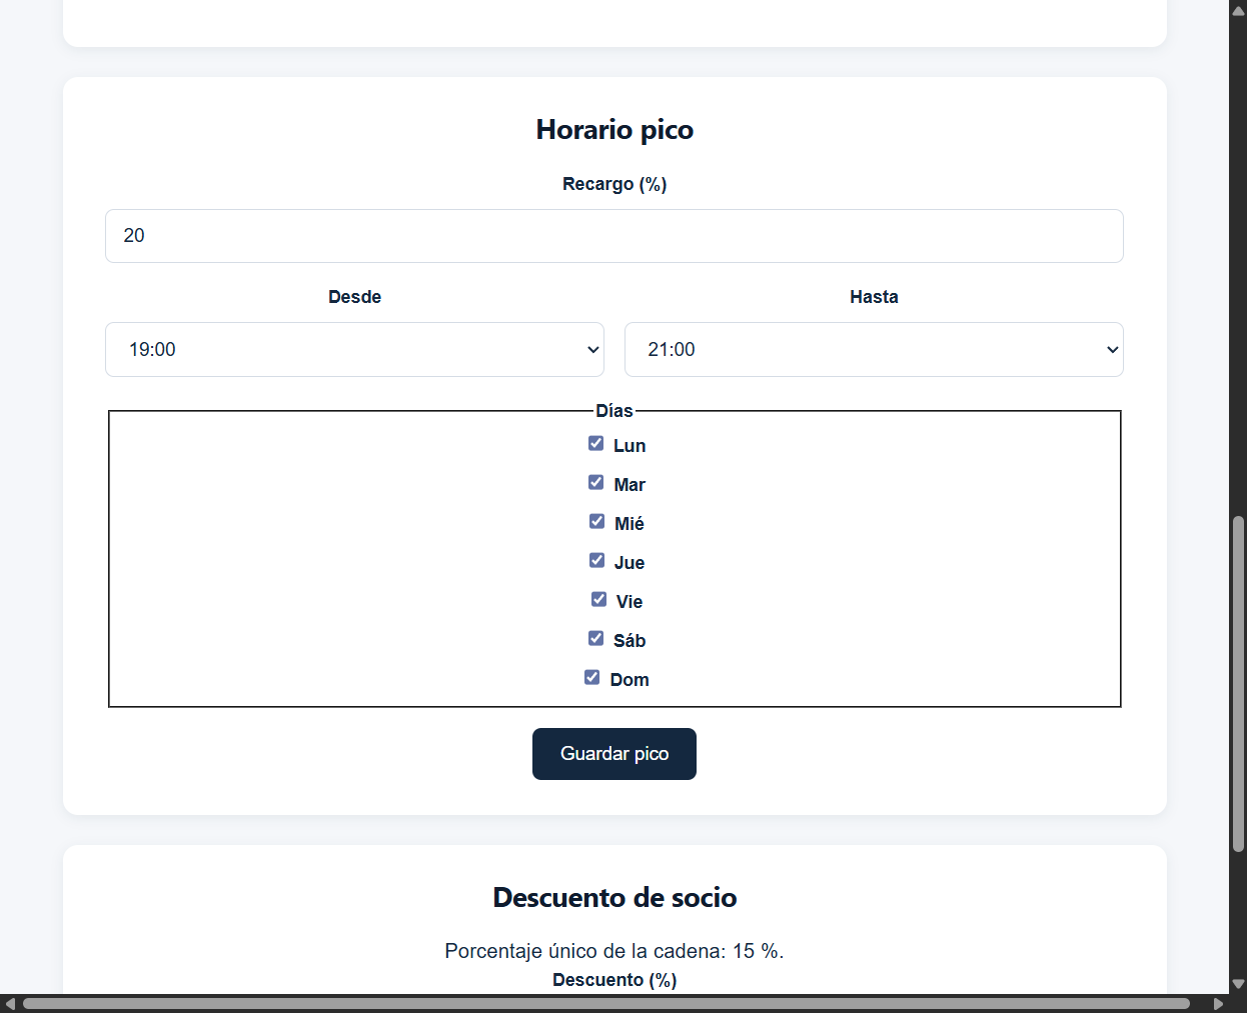 Horario pico
Recargo (%)
20
Desde Hasta
19:00 21:00
Días
Lun
Mar
Mié
Jue
Vie
Sáb
Dom
Guardar pico
Descuento de socio
Porcentaje único de la cadena: 15 %.
Descuento (%)